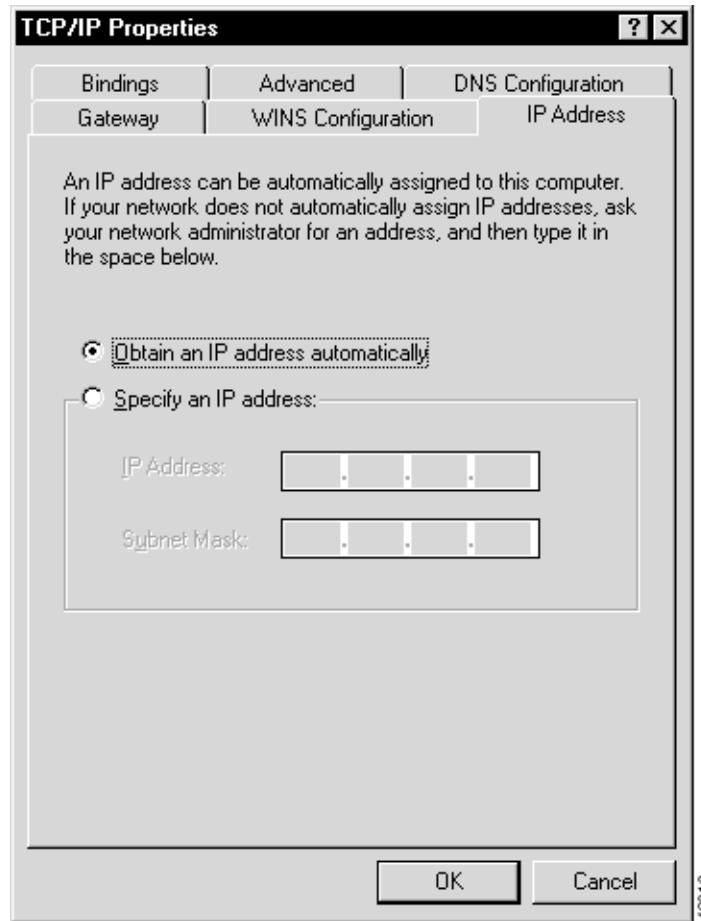 TCP/IP Properties
? ×
Bindings Advanced DNS Configuration
Gateway WINS Configuration IP Address
An IP address can be automatically assigned to this computer.
If your network does not automatically assign IP addresses, ask
your network administrator for an address, and then type it in
the space below.
Obtain an IP address automatically
Specify an IP address:
IP Address:
. . .
Subnet Mask:
. . .
OK Cancel